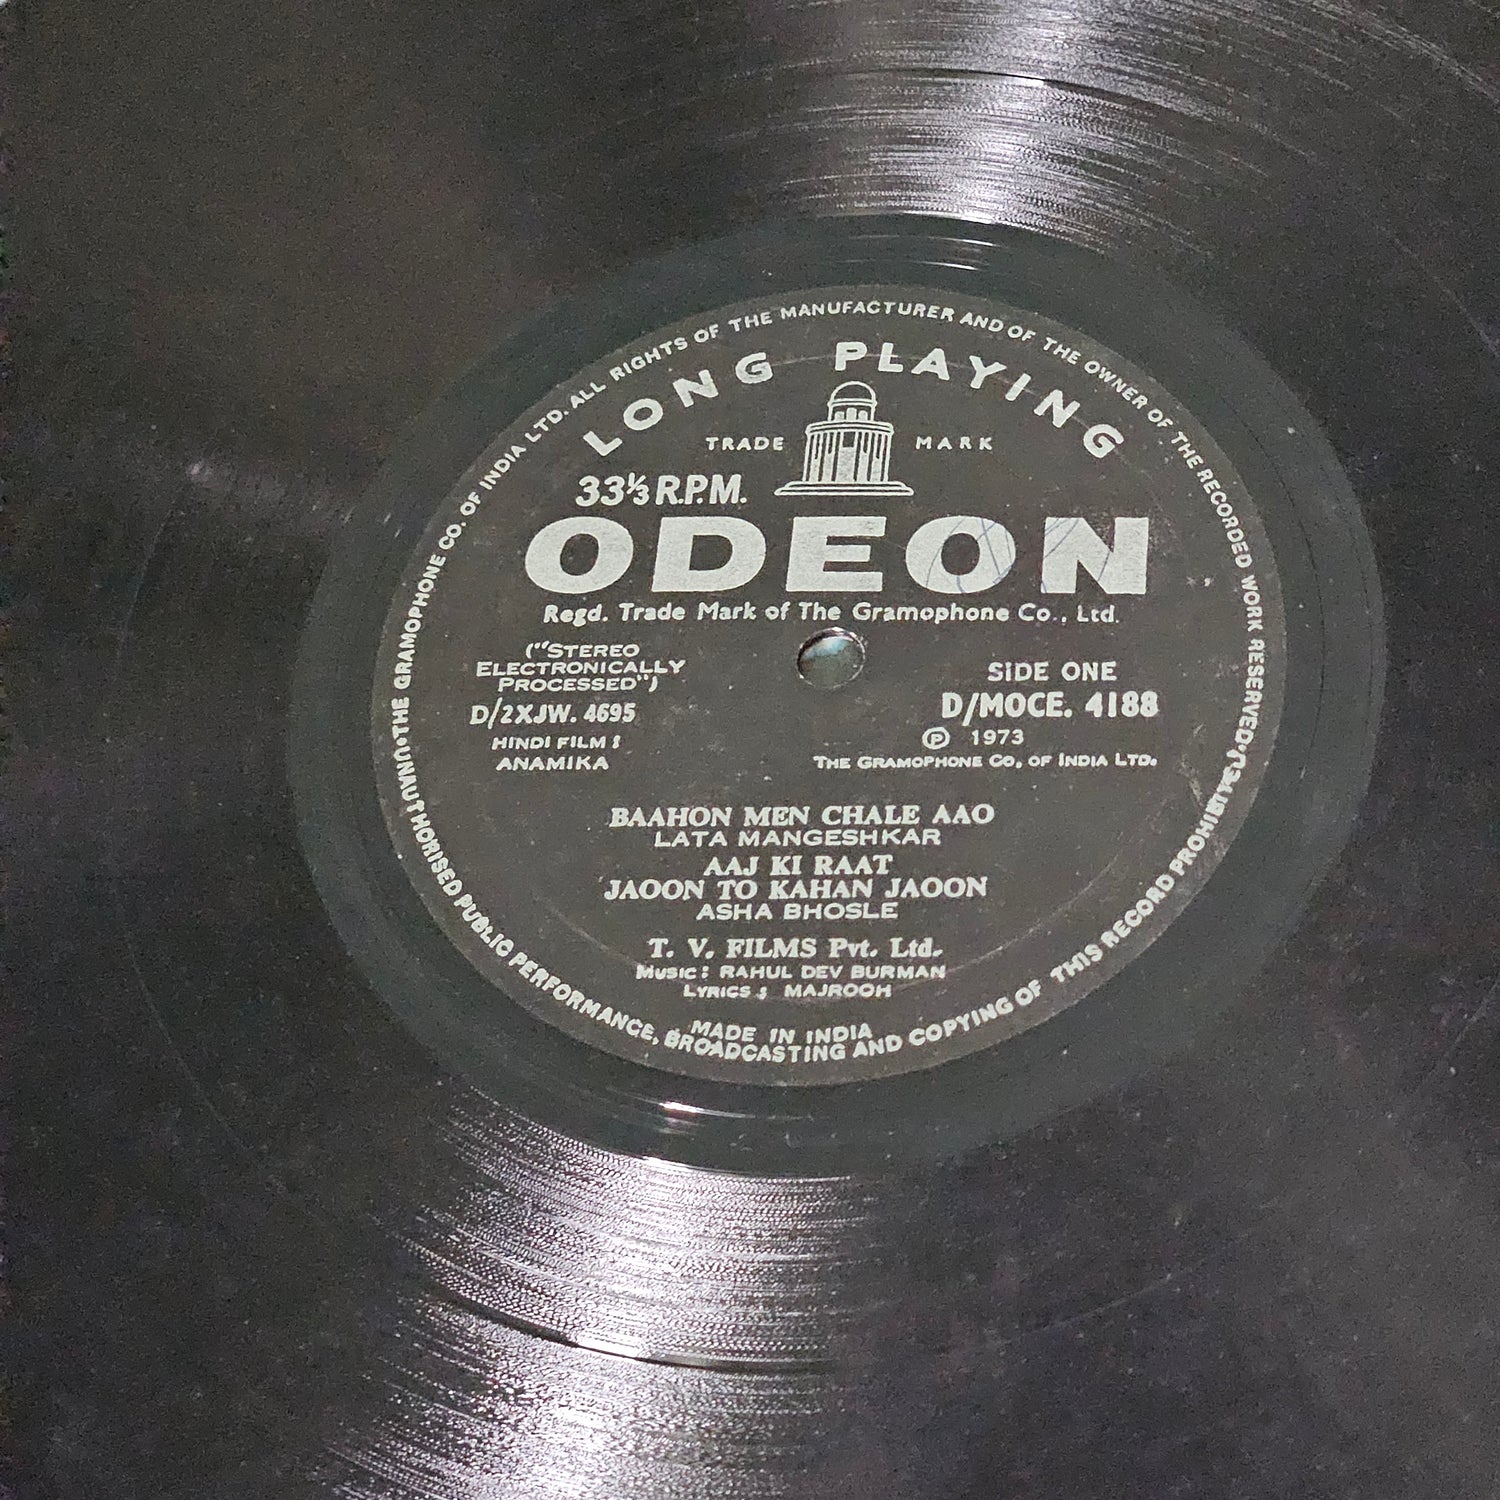 THE GRAMOPHONE CO. OF INDIA LTD. ALL RIGHTS OF THE MANUFACTURER AND OF THE OWNER OF THE RECORDED WORK RESERVED • UNAUTHORISED PUBLIC PERFORMANCE, BROADCASTING AND COPYING OF THIS RECORD PROHIBITED
LONG PLAYING
TRADE MARK
33⅓ R.P.M.
ODEON
Regd. Trade Mark of The Gramophone Co., Ltd.
("STEREO
ELECTRONICALLY
PROCESSED")
D/2XJW. 4695
HINDI FILM :
ANAMIKA
SIDE ONE
D/MOCE. 4188
Ⓟ 1973
THE GRAMOPHONE CO. OF INDIA LTD.
BAAHON MEN CHALE AAO
LATA MANGESHKAR
AAJ KI RAAT
JAOON TO KAHAN JAOON
ASHA BHOSLE
T. V. FILMS Pvt. Ltd.
MUSIC : RAHUL DEV BURMAN
LYRICS : MAJROOH
MADE IN INDIA